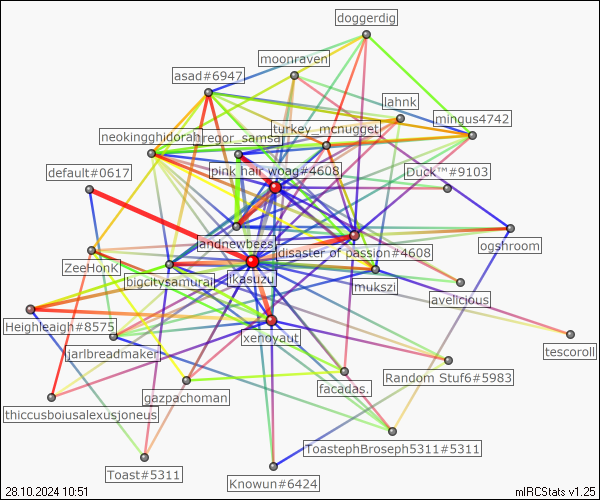 doggerdig
moonraven
asad#6947
lahnk
mingus4742
turkey_mcnugget
neokingghidorah
regor_samsa
default#0617
pink hair woag#4608
Duck™#9103
andnewbees
ogshroom
disaster of passion#4608
ZeeHonk
bigcitysamurai
ikasuzu
mukszi
avelicious
Heighleaigh#8575
xenoyaut
jarlbreadmaker
tescoroll
Random Stuf6#5983
facadas.
gazpachoman
thiccusboiusalexusjoneus
ToastephBroseph5311#5311
Toast#5311
Knowun#6424
28.10.2024 10:51
mIRCStats v1.25